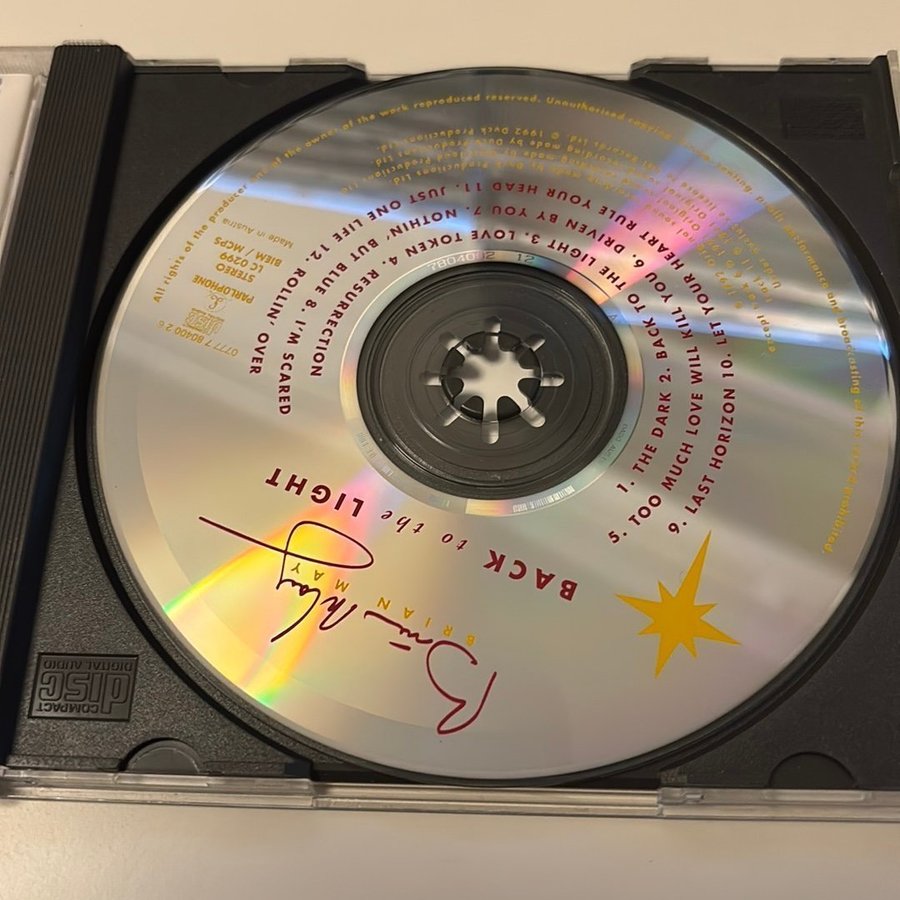 Brian May
BRIAN MAY
BACK to the LIGHT
1. THE DARK 2. BACK TO THE LIGHT 3. LOVE TOKEN 4. RESURRECTION
5. TOO MUCH LOVE WILL KILL YOU 6. DRIVEN BY YOU 7. NOTHIN' BUT BLUE 8. I'M SCARED
9. LAST HORIZON 10. LET YOUR HEART RULE YOUR HEAD 11. JUST ONE LIFE 12. ROLLIN' OVER
0777 7 80400 2 6
PARLOPHONE
STEREO
LC 0299
BIEM / MCPS
Made in Austria
All rights of the producer and of the owner of the work reproduced reserved. Unauthorised copying, public performance and broadcasting of this record prohibited.
1992 Duck Productions Ltd.
COMPACT
disc
DIGITAL AUDIO